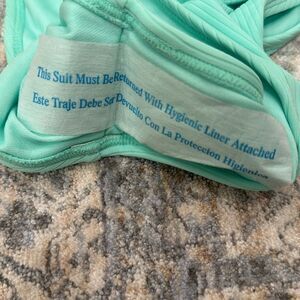 This Suit Must Be Returned With Hygienic Liner Attached
Este Traje Debe Ser Devuelto Con La Proteccion Higienica